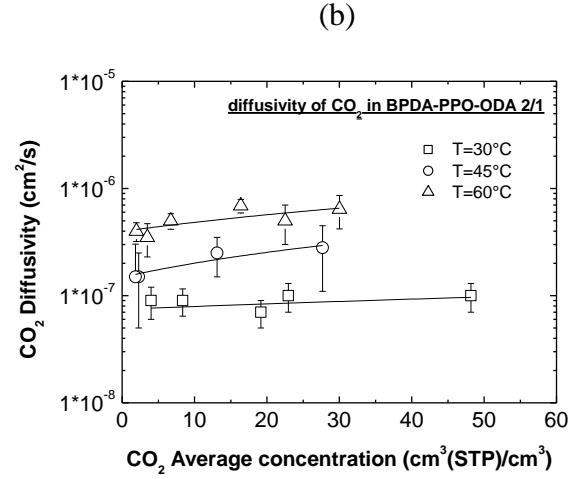 (b)
diffusivity of CO₂ in BPDA-PPO-ODA 2/1
T=30°C
T=45°C
T=60°C
CO₂ Diffusivity (cm²/s)
1*10⁻⁵
1*10⁻⁶
1*10⁻⁷
1*10⁻⁸
0 10 20 30 40 50 60
CO₂ Average concentration (cm³(STP)/cm³)